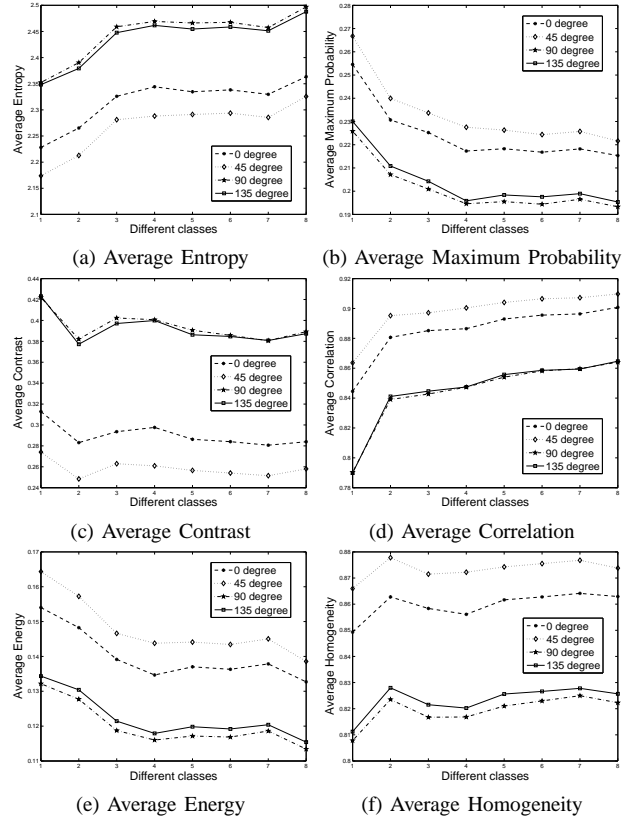 2.5
2.45
2.4
2.35
2.3
2.25
2.2
2.15
2.1
Average Entropy
0 degree
45 degree
90 degree
135 degree
1 2 3 4 5 6 7 8
Different classes
(a) Average Entropy
0.27
0.26
0.25
0.24
0.23
0.22
0.21
0.2
0.19
Average Maximum Probability
0 degree
45 degree
90 degree
135 degree
1 2 3 4 5 6 7 8
Different classes
(b) Average Maximum Probability
0.44
0.42
0.4
0.38
0.36
0.34
0.32
0.3
0.28
0.26
0.24
Average Contrast
0 degree
45 degree
90 degree
135 degree
1 2 3 4 5 6 7 8
Different classes
(c) Average Contrast
0.92
0.9
0.88
0.86
0.84
0.82
0.8
0.78
Average Correlation
0 degree
45 degree
90 degree
135 degree
1 2 3 4 5 6 7 8
Different classes
(d) Average Correlation
0.17
0.16
0.15
0.14
0.13
0.12
0.11
Average Energy
0 degree
45 degree
90 degree
135 degree
1 2 3 4 5 6 7 8
Different classes
(e) Average Energy
0.88
0.87
0.86
0.85
0.84
0.83
0.82
0.81
0.8
Average Homogeneity
0 degree
45 degree
90 degree
135 degree
1 2 3 4 5 6 7 8
Different classes
(f) Average Homogeneity